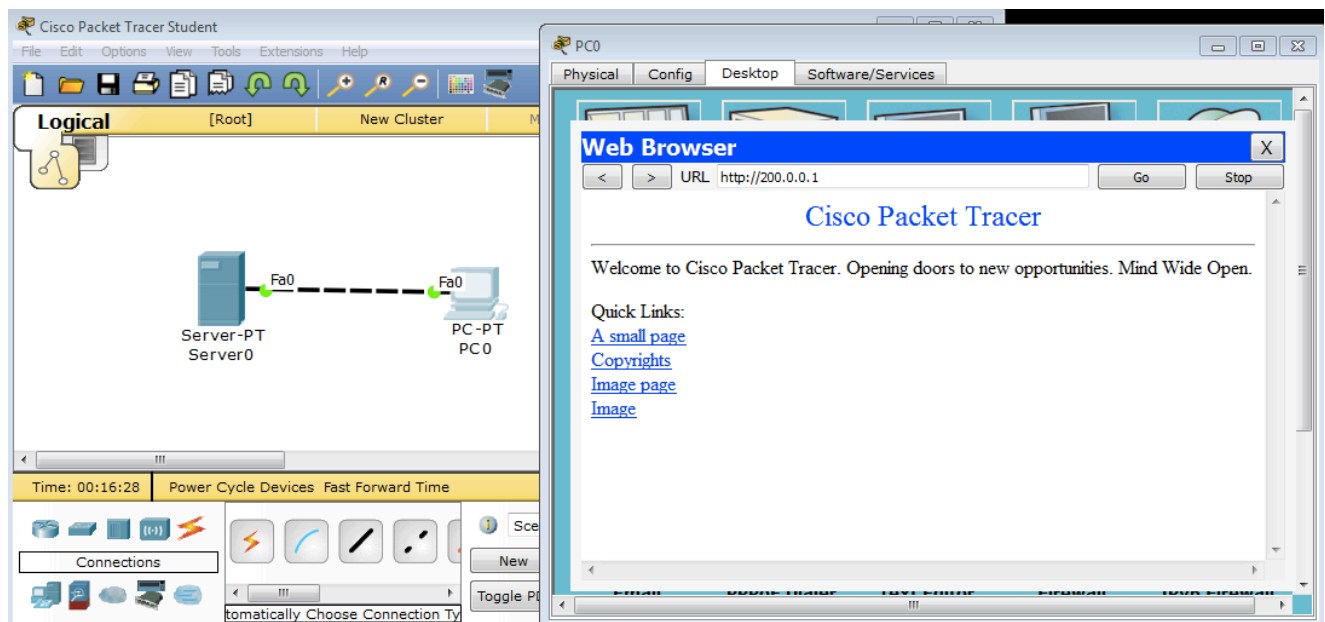 Cisco Packet Tracer Student
File Edit Options View Tools Extensions Help
Logical [Root] New Cluster
Fa0 Fa0
Server-PT
Server0
PC-PT
PC0
Time: 00:16:28 Power Cycle Devices Fast Forward Time
Connections
New
Toggle
tomatically Choose Connection Ty
PC0
Physical Config Desktop Software/Services
Web Browser X
< > URL http://200.0.0.1 Go Stop
Cisco Packet Tracer
Welcome to Cisco Packet Tracer. Opening doors to new opportunities. Mind Wide Open.
Quick Links:
A small page
Copyrights
Image page
Image